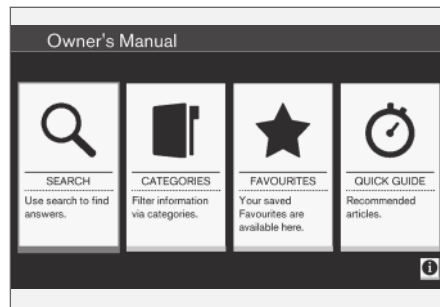 Owner's Manual
SEARCH
Use search to find
answers.
CATEGORIES
Filter information
via categories.
FAVOURITES
Your saved
Favourites are
available here.
QUICK GUIDE
Recommended
articles.
i